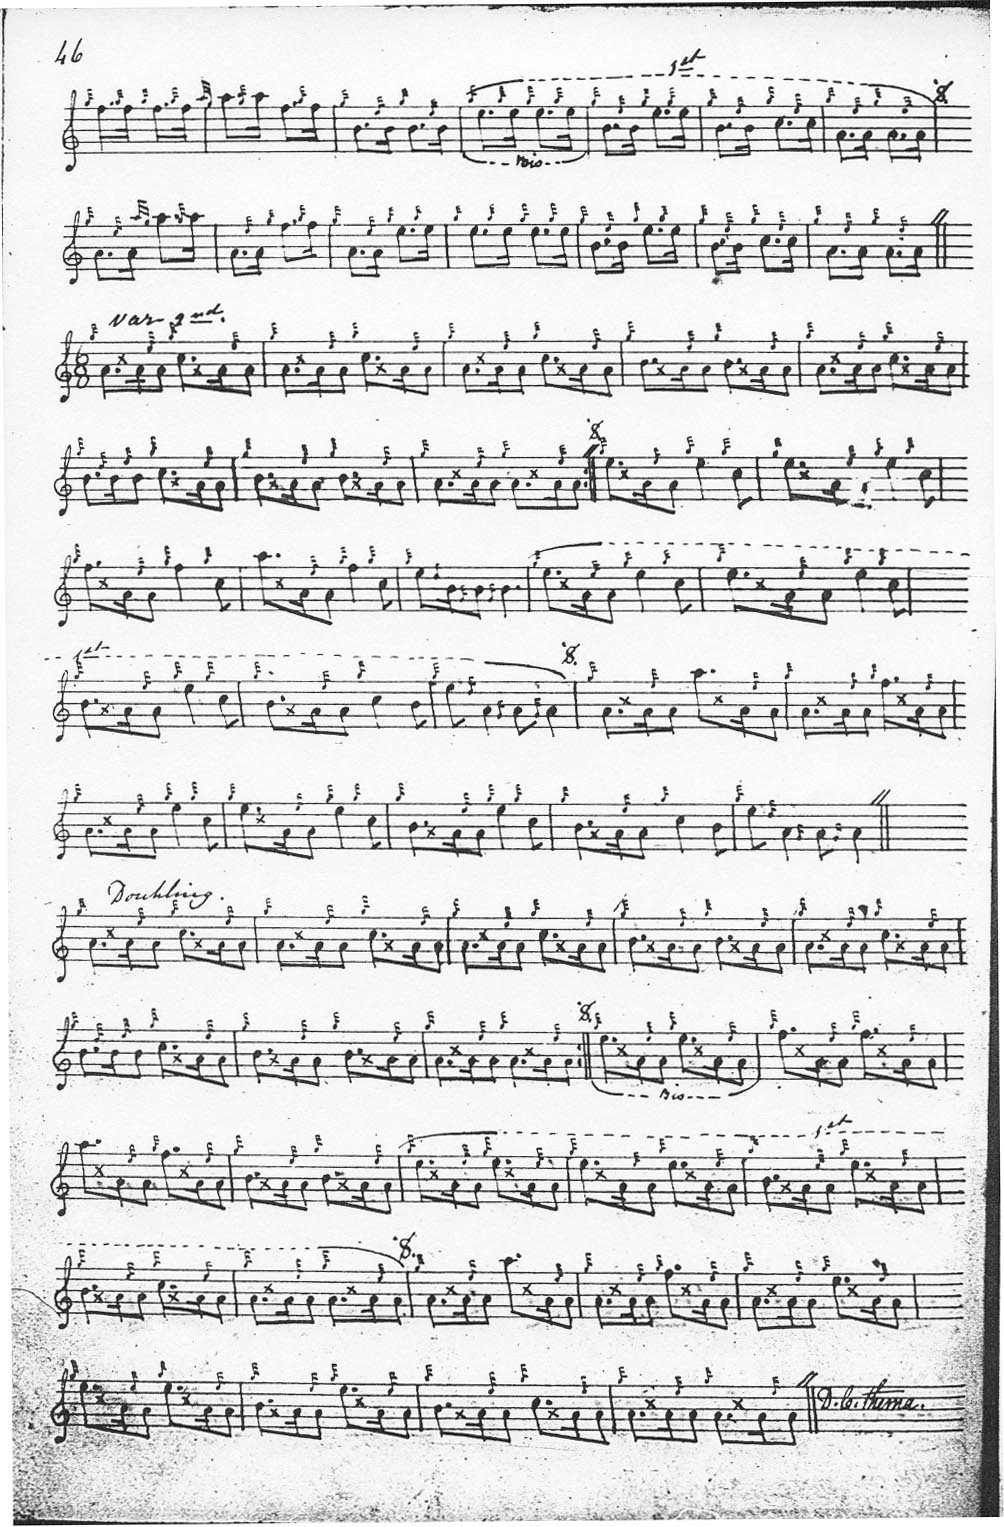 46
1st
Bis
Var 2nd.
1st
Doubling.
Bis
1st
D.C. thema.